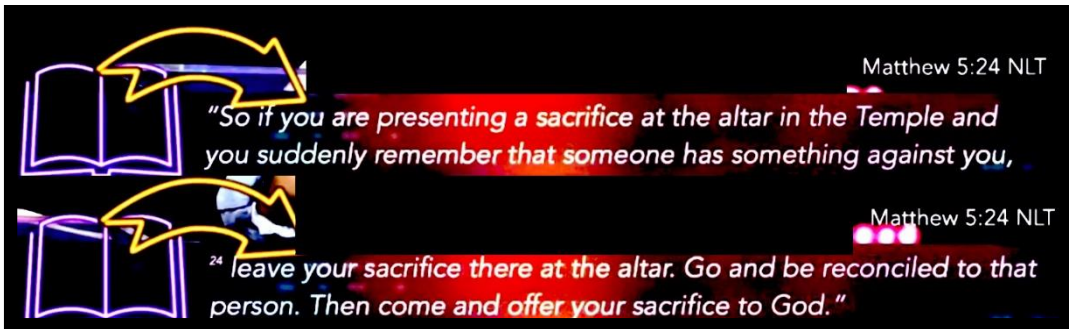 Matthew 5:24 NLT
"So if you are presenting a sacrifice at the altar in the Temple and
you suddenly remember that someone has something against you,
Matthew 5:24 NLT
24 leave your sacrifice there at the altar. Go and be reconciled to that
person. Then come and offer your sacrifice to God."